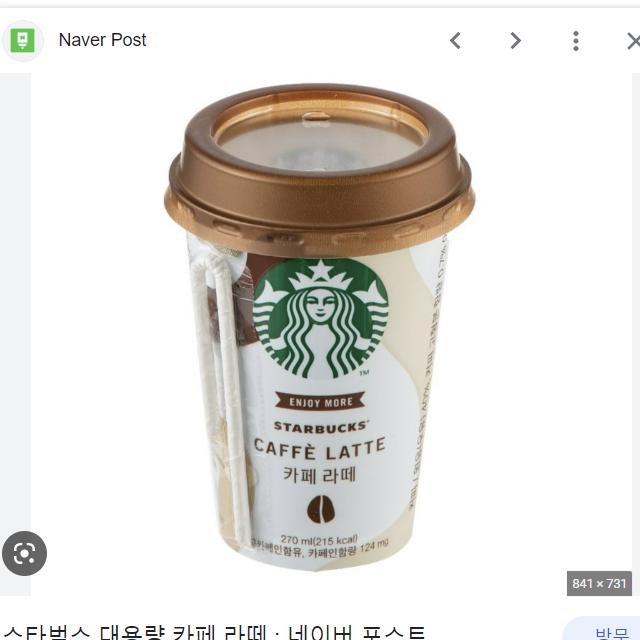 Naver Post
TM
ENJOY MORE
STARBUCKS®
CAFFÈ LATTE
카페 라떼
270 ml(215 kcal)
카페인함유, 카페인함량 124 mg
841 × 731
스타벅스 대용량 카페 라떼 : 네이버 포스트
방문